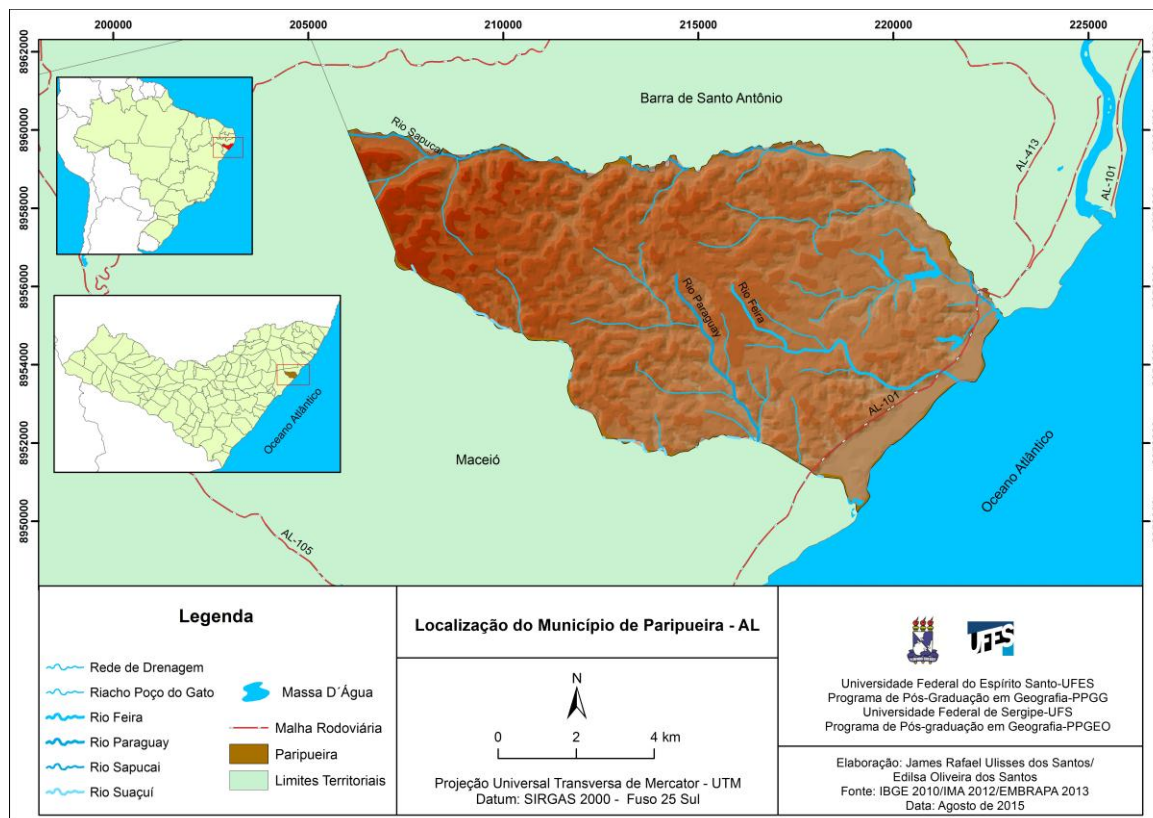 200000
205000
210000
215000
220000
225000
8962000
8960000
8958000
8956000
8954000
8952000
8950000
Barra de Santo Antônio
Rio Sapucaí
AL-413
AL-101
Rio Paraguay
Rio Feira
AL-101
Oceano Atlântico
Maceió
Oceano Atlântico
AL-105
Legenda
Rede de Drenagem
Riacho Poço do Gato
Rio Feira
Rio Paraguay
Rio Sapucai
Rio Suaçuí
Massa D´Água
Malha Rodoviária
Paripueira
Limites Territoriais
Localização do Município de Paripueira - AL
N
0 2 4 km
Projeção Universal Transversa de Mercator - UTM
Datum: SIRGAS 2000 - Fuso 25 Sul
UFES
Universidade Federal do Espírito Santo-UFES
Programa de Pós-Graduação em Geografia-PPGG
Universidade Federal de Sergipe-UFS
Programa de Pós-graduação em Geografia-PPGEO
Elaboração: James Rafael Ulisses dos Santos/
Edilsa Oliveira dos Santos
Fonte: IBGE 2010/IMA 2012/EMBRAPA 2013
Data: Agosto de 2015